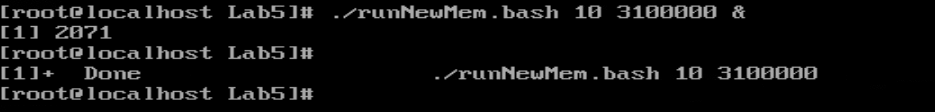 [root@localhost Lab5]# ./runNewMem.bash 10 3100000 &
[1] 2071
[root@localhost Lab5]#
[1]+  Done                    ./runNewMem.bash 10 3100000
[root@localhost Lab5]#